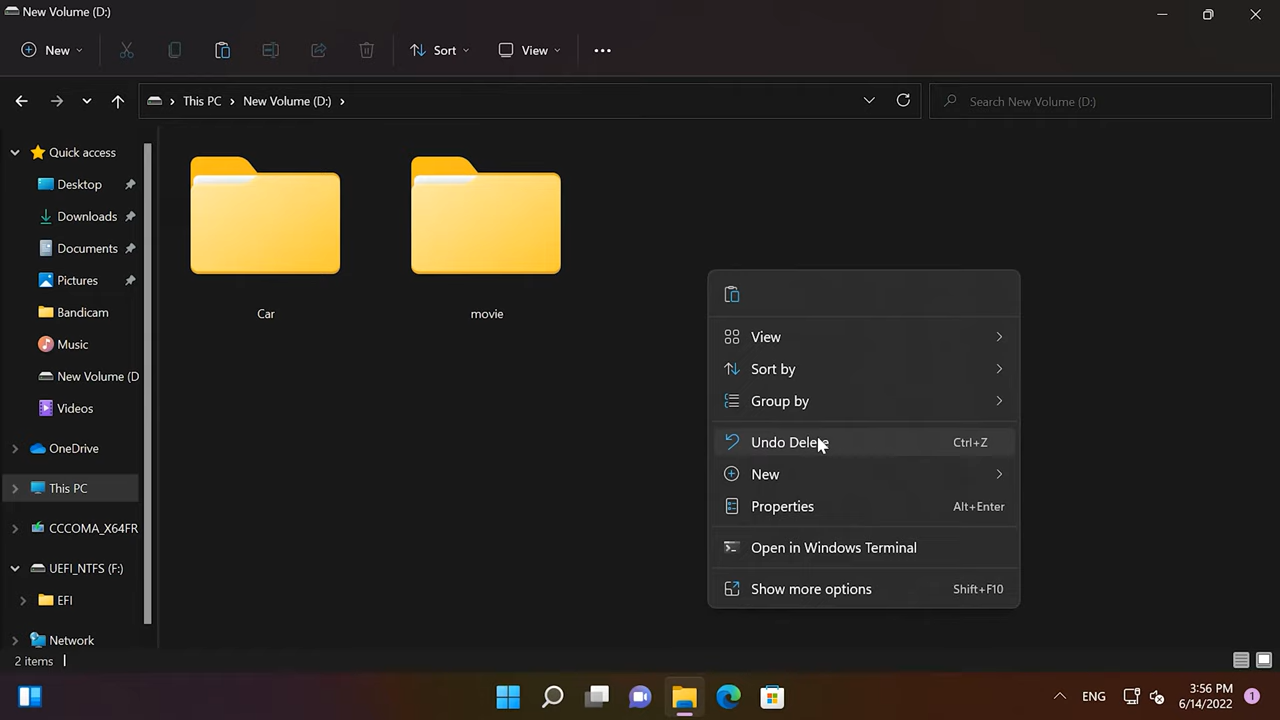 New Volume (D:)
New Sort View
This PC New Volume (D:) Search New Volume (D:)
Quick access
Desktop
Downloads
Documents
Pictures
Bandicam
Music
New Volume (D
Videos
OneDrive
This PC
CCCOMA_X64FR
UEFI_NTFS (F:)
EFI
Network
Car
movie
View
Sort by
Group by
Undo Delete Ctrl+Z
New
Properties Alt+Enter
Open in Windows Terminal
Show more options Shift+F10
2 items
ENG
3:56 PM
6/14/2022
1